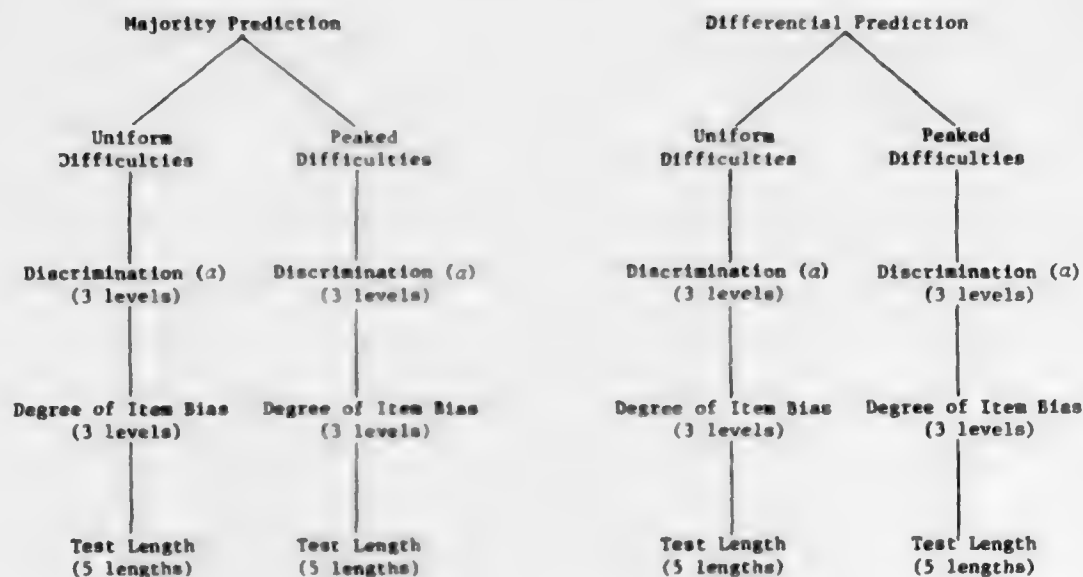 Majority Prediction
Uniform
Difficulties
Peaked
Difficulties
Discrimination (a)
(3 levels)
Discrimination (a)
(3 levels)
Degree of Item Bias
(3 levels)
Degree of Item Bias
(3 levels)
Test Length
(5 lengths)
Test Length
(5 lengths)
Differential Prediction
Uniform
Difficulties
Peaked
Difficulties
Discrimination (a)
(3 levels)
Discrimination (a)
(3 levels)
Degree of Item Bias
(3 levels)
Degree of Item Bias
(3 levels)
Test Length
(5 lengths)
Test Length
(5 lengths)